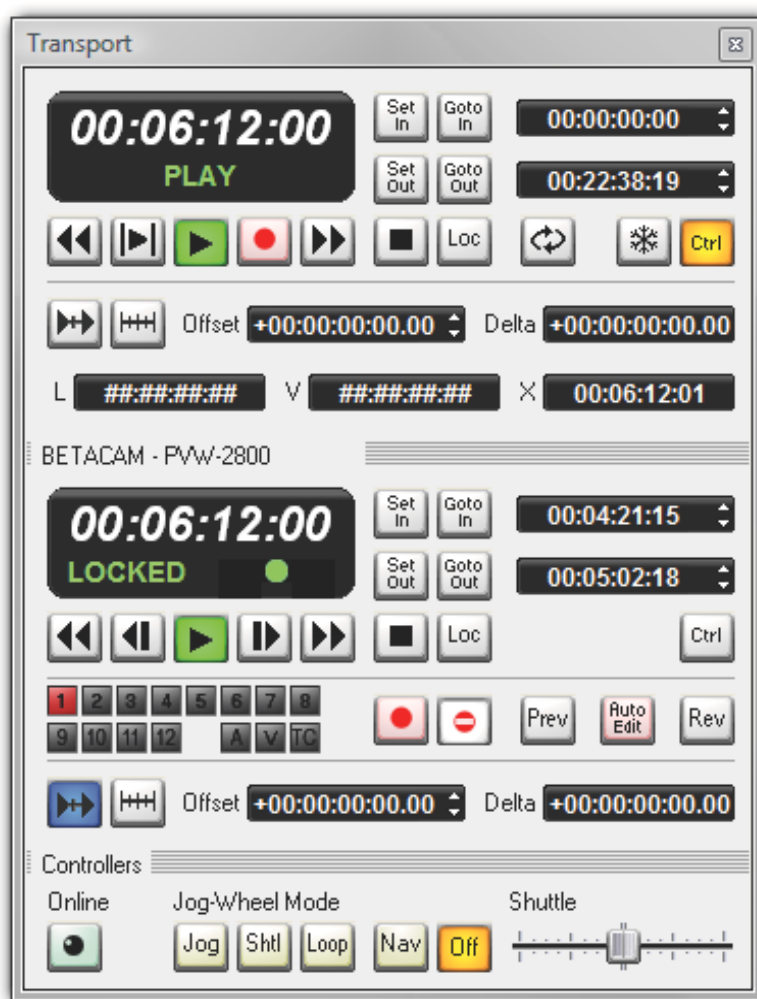 Transport
00:06:12:00
PLAY
Set In
Goto In
00:00:00:00
Set Out
Goto Out
00:22:38:19
Loc
Ctrl
Offset +00:00:00:00.00 Delta +00:00:00:00.00
L ##:##:##:## V ##:##:##:## X 00:06:12:01
BETACAM - PVW-2800
00:06:12:00
LOCKED
Set In
Goto In
00:04:21:15
Set Out
Goto Out
00:05:02:18
Loc
Ctrl
1 2 3 4 5 6 7 8
9 10 11 12 A V TC
Prev
Auto Edit
Rev
Offset +00:00:00:00.00 Delta +00:00:00:00.00
Controllers
Online Jog-Wheel Mode Shuttle
Jog Shtl Loop Nav Off